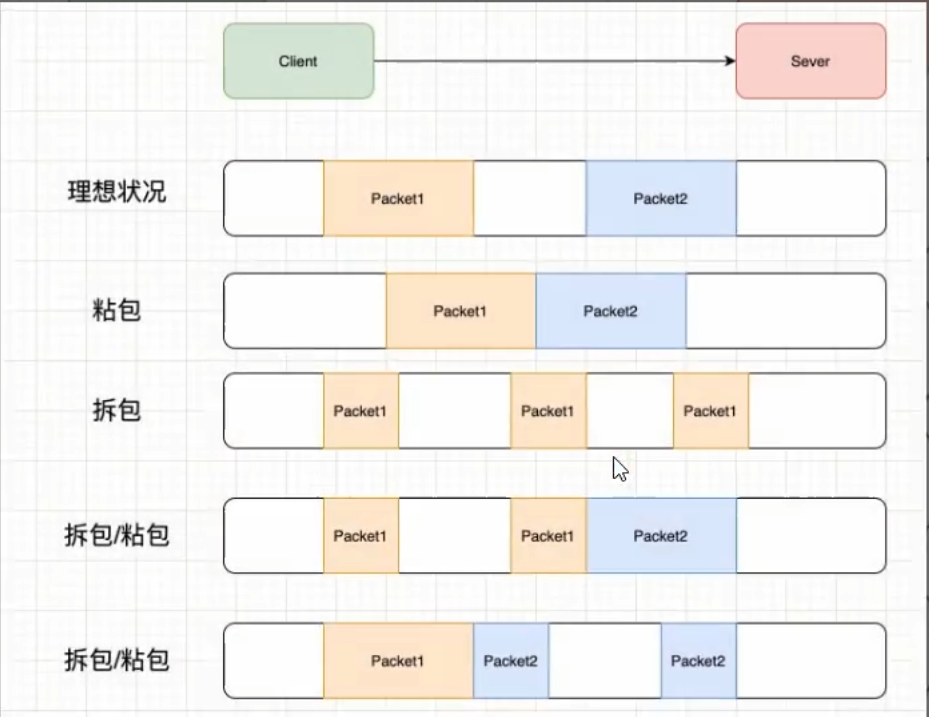 Client
Sever
理想状况
Packet1
Packet2
粘包
Packet1
Packet2
拆包
Packet1
Packet1
Packet1
拆包/粘包
Packet1
Packet1
Packet2
拆包/粘包
Packet1
Packet2
Packet2